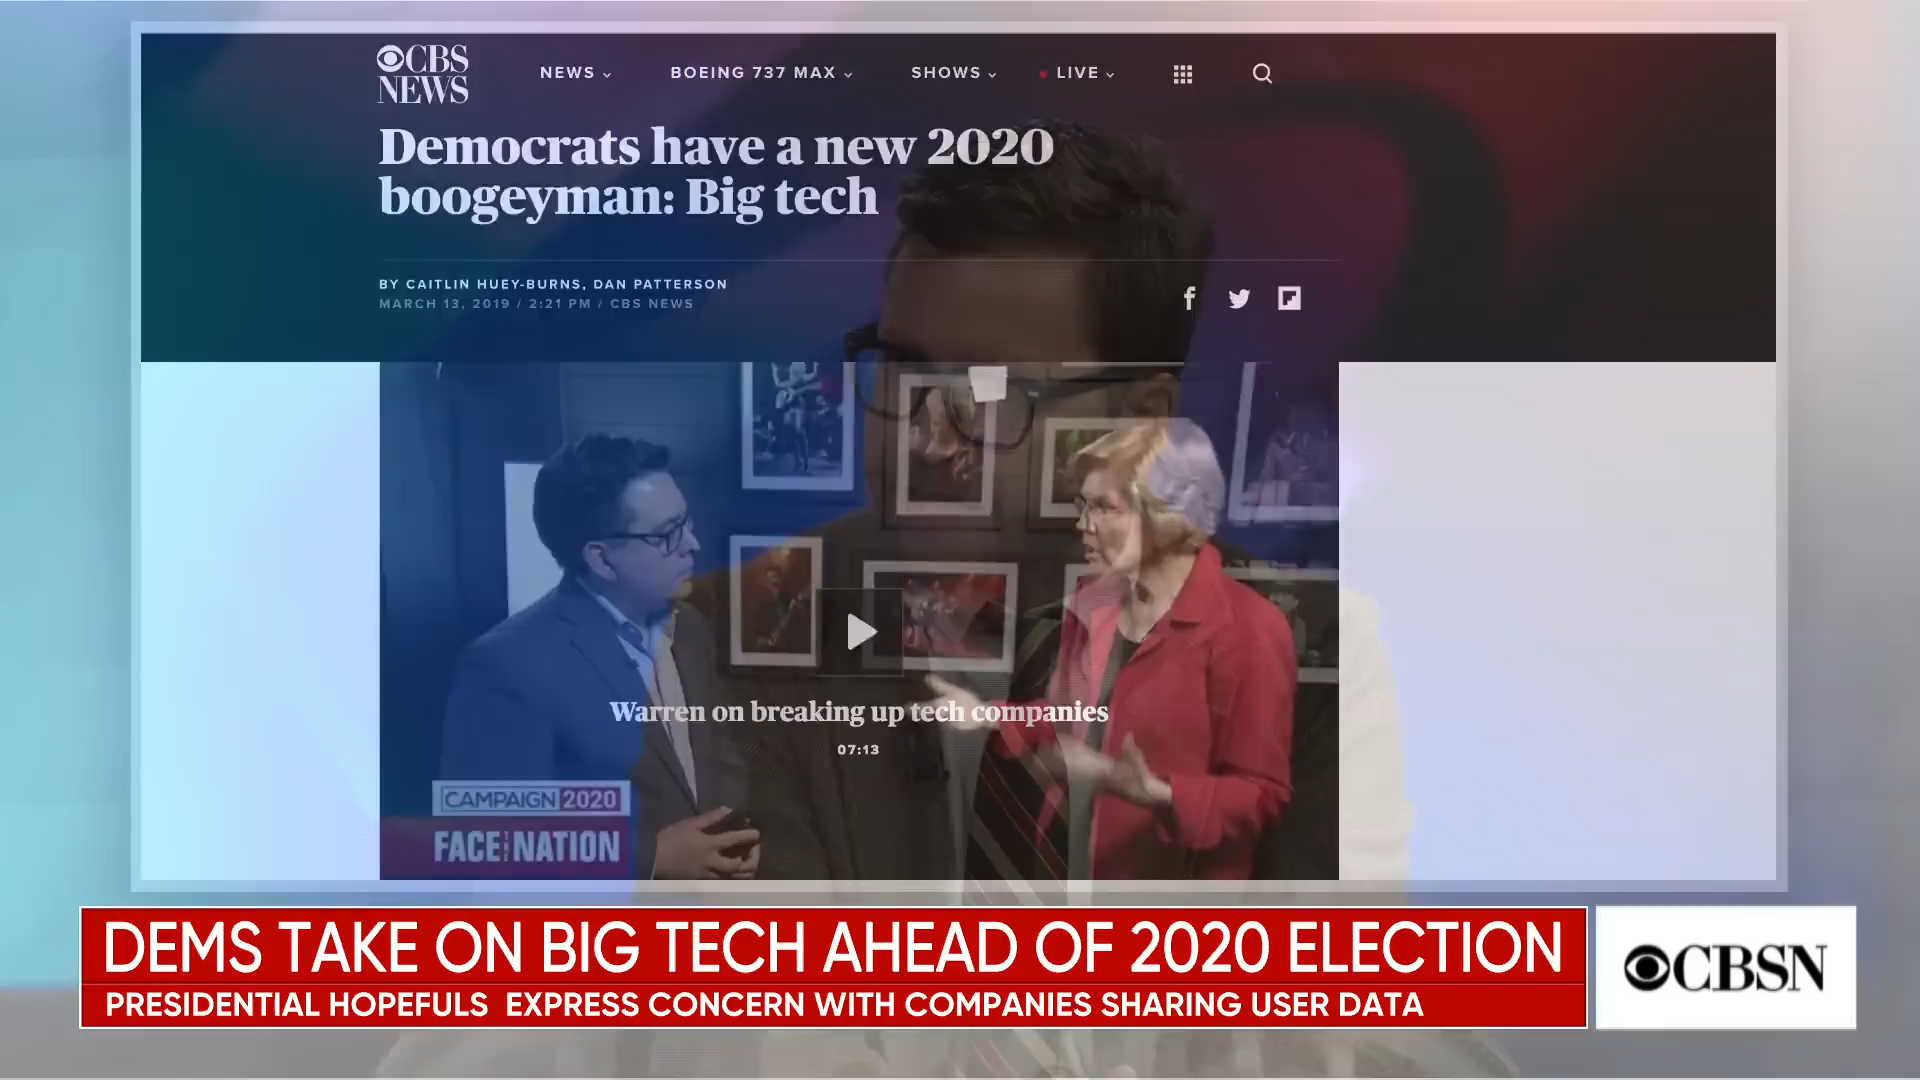 CBS NEWS
NEWS
BOEING 737 MAX
SHOWS
LIVE
Democrats have a new 2020
boogeyman: Big tech
BY CAITLIN HUEY-BURNS, DAN PATTERSON
MARCH 13, 2019 / 2:21 PM / CBS NEWS
Warren on breaking up tech companies
07:13
CAMPAIGN 2020
FACE THE NATION
DEMS TAKE ON BIG TECH AHEAD OF 2020 ELECTION
PRESIDENTIAL HOPEFULS EXPRESS CONCERN WITH COMPANIES SHARING USER DATA
CBSN